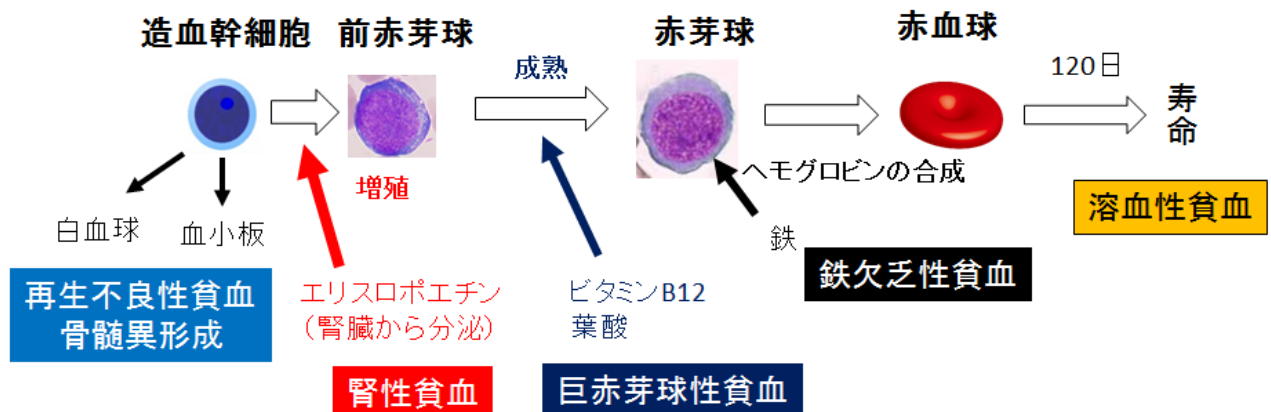 造血幹細胞
前赤芽球
赤芽球
赤血球
成熟
120日
寿命
増殖
ヘモグロビンの合成
白血球
血小板
鉄
溶血性貧血
再生不良性貧血
骨髄異形成
エリスロポエチン
(腎臓から分泌)
ビタミンB12
葉酸
鉄欠乏性貧血
腎性貧血
巨赤芽球性貧血